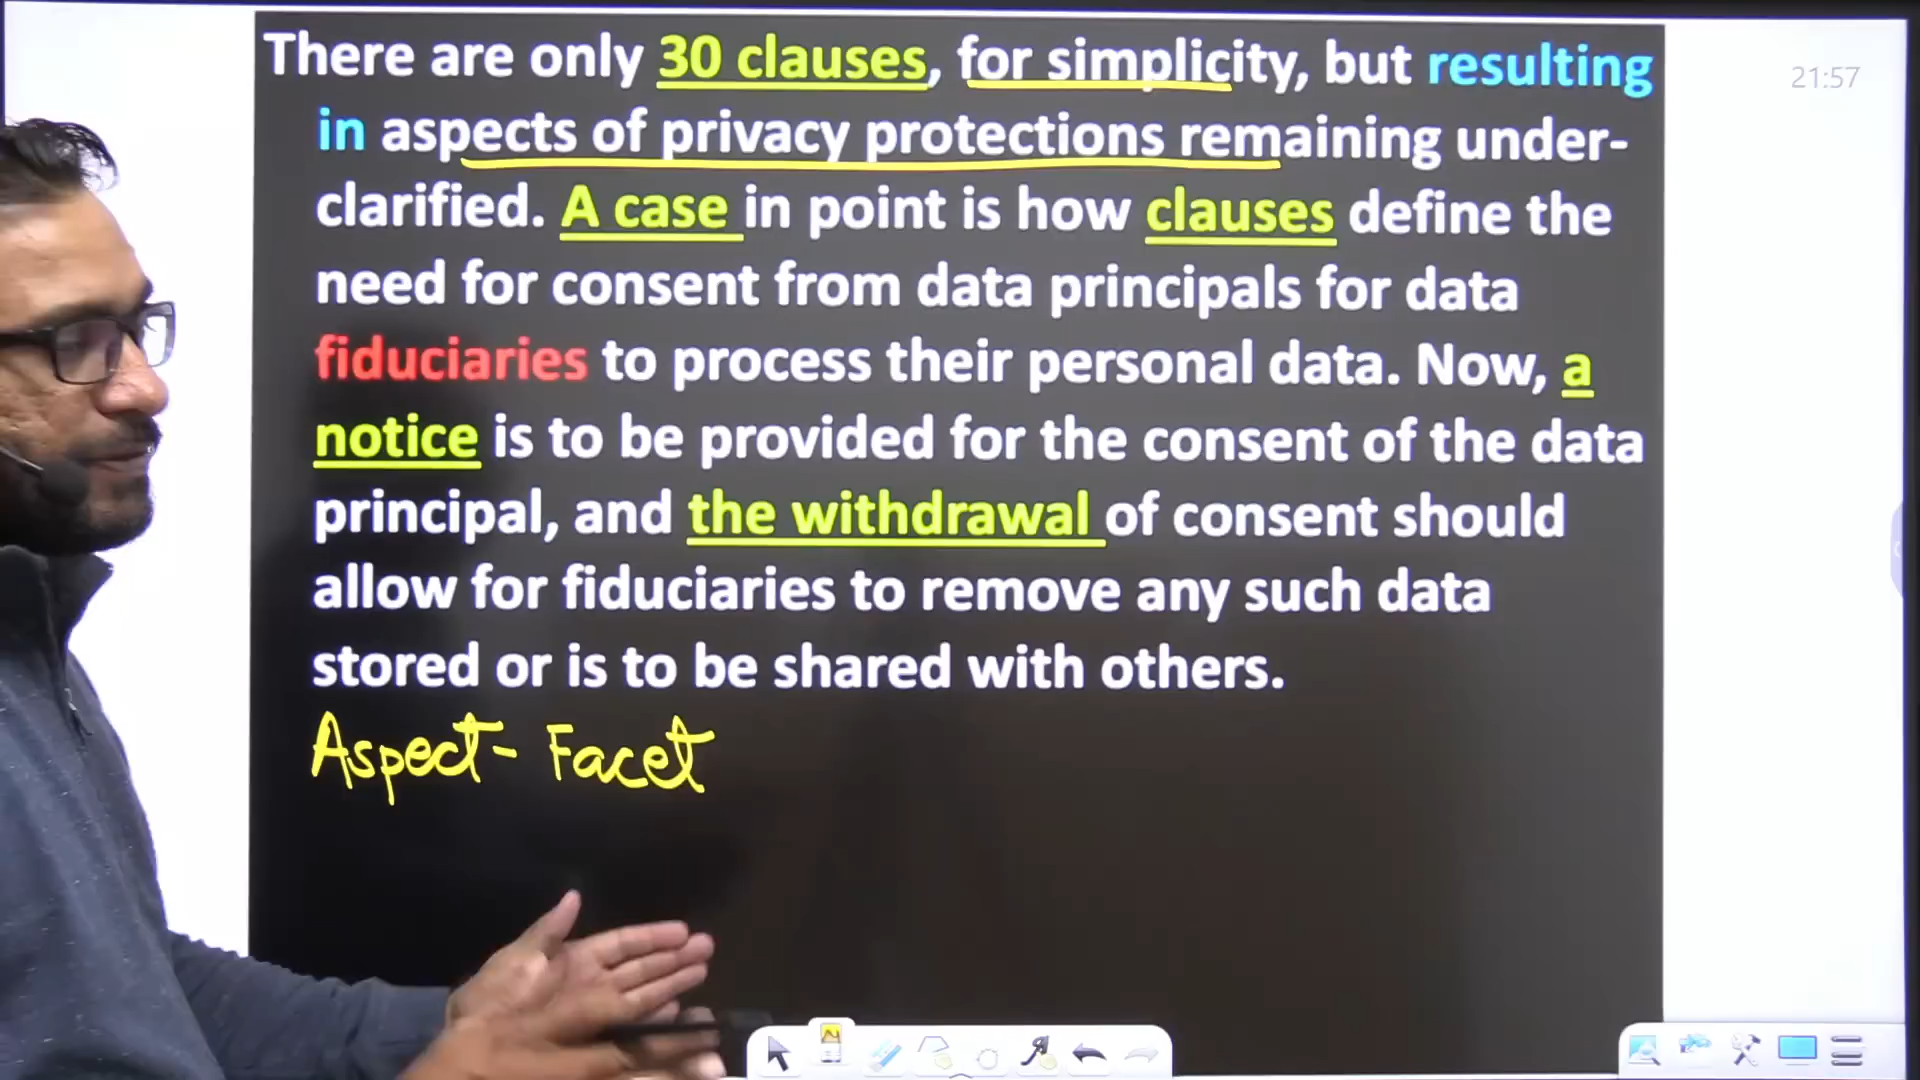 There are only 30 clauses, for simplicity, but resulting
in aspects of privacy protections remaining under-
clarified. A case in point is how clauses define the
need for consent from data principals for data
fiduciaries to process their personal data. Now, a
notice is to be provided for the consent of the data
principal, and the withdrawal of consent should
allow for fiduciaries to remove any such data
stored or is to be shared with others.
Aspect - Facet
21:57